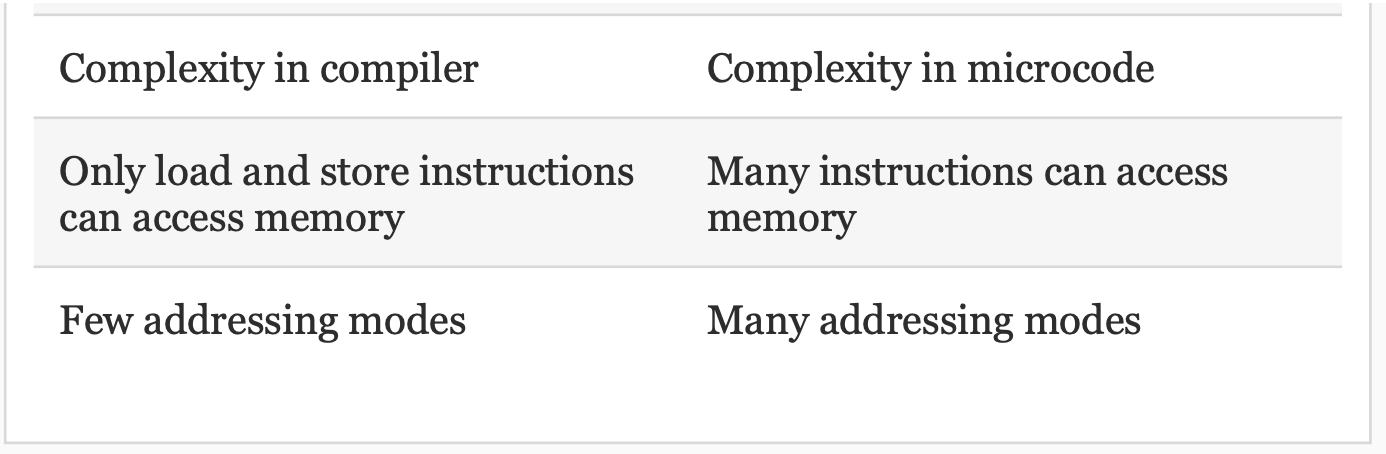 Complexity in compiler
Complexity in microcode
Only load and store instructions
can access memory
Many instructions can access
memory
Few addressing modes
Many addressing modes